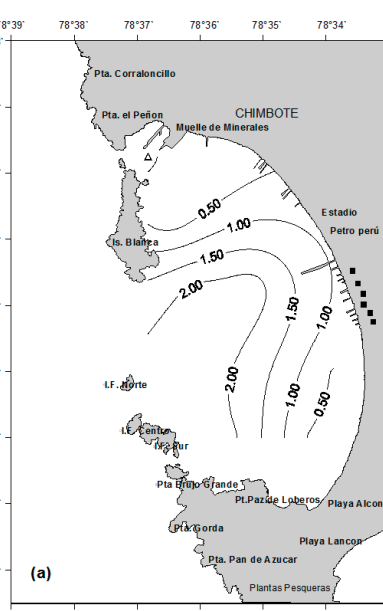 78°39' 78°38' 78°37' 78°36' 78°35' 78°34'
Pta. Corraloncillo
Pta. el Peñon
CHIMBOTE
Muelle de Minerales
0.50
Estadio
1.00
Petro perú
Is. Blanca
1.50
2.00
1.50
1.00
2.00
I.F. Norte
1.00
0.50
I.F. Centro
I.F. Sur
Pta Brujo Grande
Pt.Paz de Loberos
Playa Alcon
Pta. Gorda
Playa Lancon
Pta. Pan de Azucar
(a)
Plantas Pesqueras